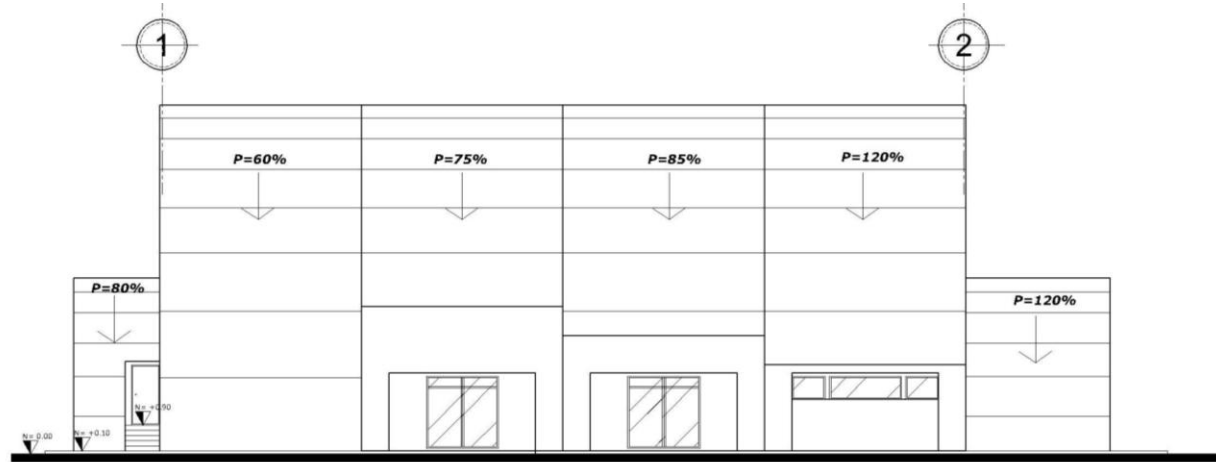 1
2
P=60%
P=75%
P=85%
P=120%
P=80%
P=120%
N= +0.90
N= 0.00
N= +0.10